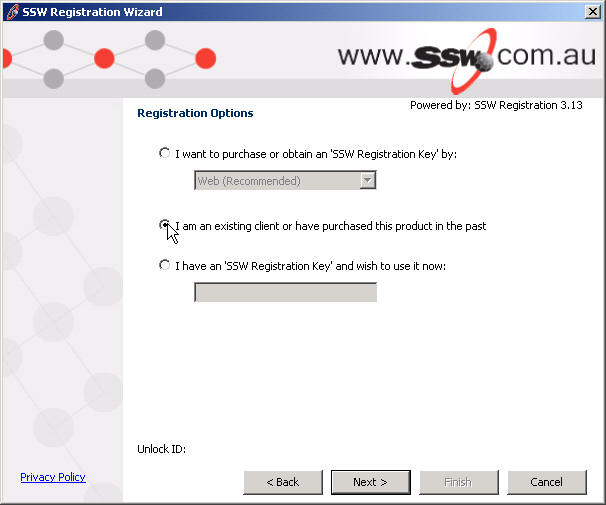 SSW Registration Wizard
www.SSW.com.au
Powered by: SSW Registration 3.13
Registration Options
I want to purchase or obtain an 'SSW Registration Key' by:
Web (Recommended)
I am an existing client or have purchased this product in the past
I have an 'SSW Registration Key' and wish to use it now:
Unlock ID:
Privacy Policy
< Back Next > Finish Cancel